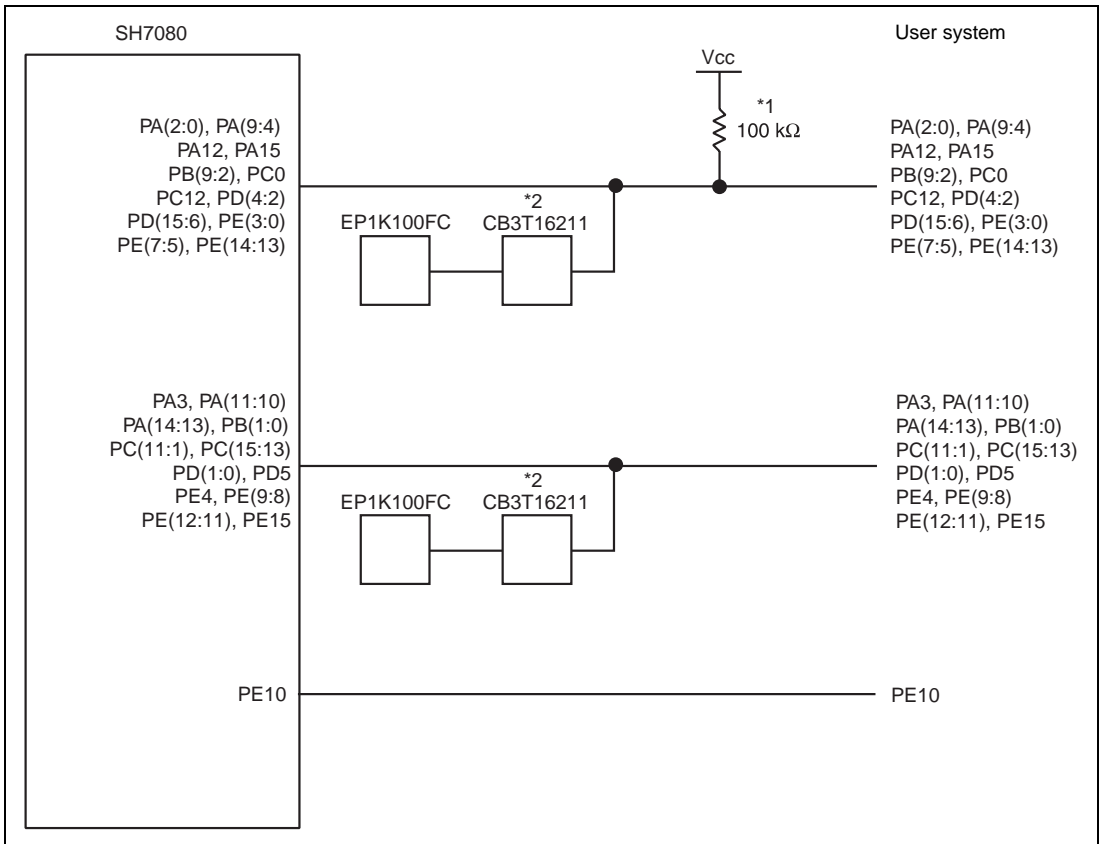 SH7080
User system
Vcc
*1
100 kΩ
PA(2:0), PA(9:4)
PA12, PA15
PB(9:2), PC0
PC12, PD(4:2)
PD(15:6), PE(3:0)
PE(7:5), PE(14:13)
*2
EP1K100FC
CB3T16211
PA(2:0), PA(9:4)
PA12, PA15
PB(9:2), PC0
PC12, PD(4:2)
PD(15:6), PE(3:0)
PE(7:5), PE(14:13)
PA3, PA(11:10)
PA(14:13), PB(1:0)
PC(11:1), PC(15:13)
PD(1:0), PD5
PE4, PE(9:8)
PE(12:11), PE15
*2
EP1K100FC
CB3T16211
PA3, PA(11:10)
PA(14:13), PB(1:0)
PC(11:1), PC(15:13)
PD(1:0), PD5
PE4, PE(9:8)
PE(12:11), PE15
PE10
PE10